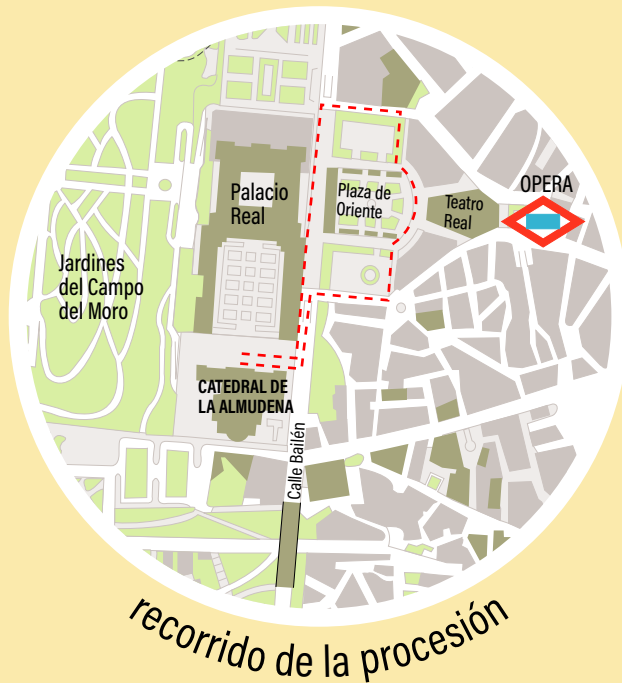 OPERA
Palacio
Real
Plaza de
Oriente
Teatro
Real
Jardines
del Campo
del Moro
CATEDRAL DE
LA ALMUDENA
Calle Bailén
recorrido de la procesión